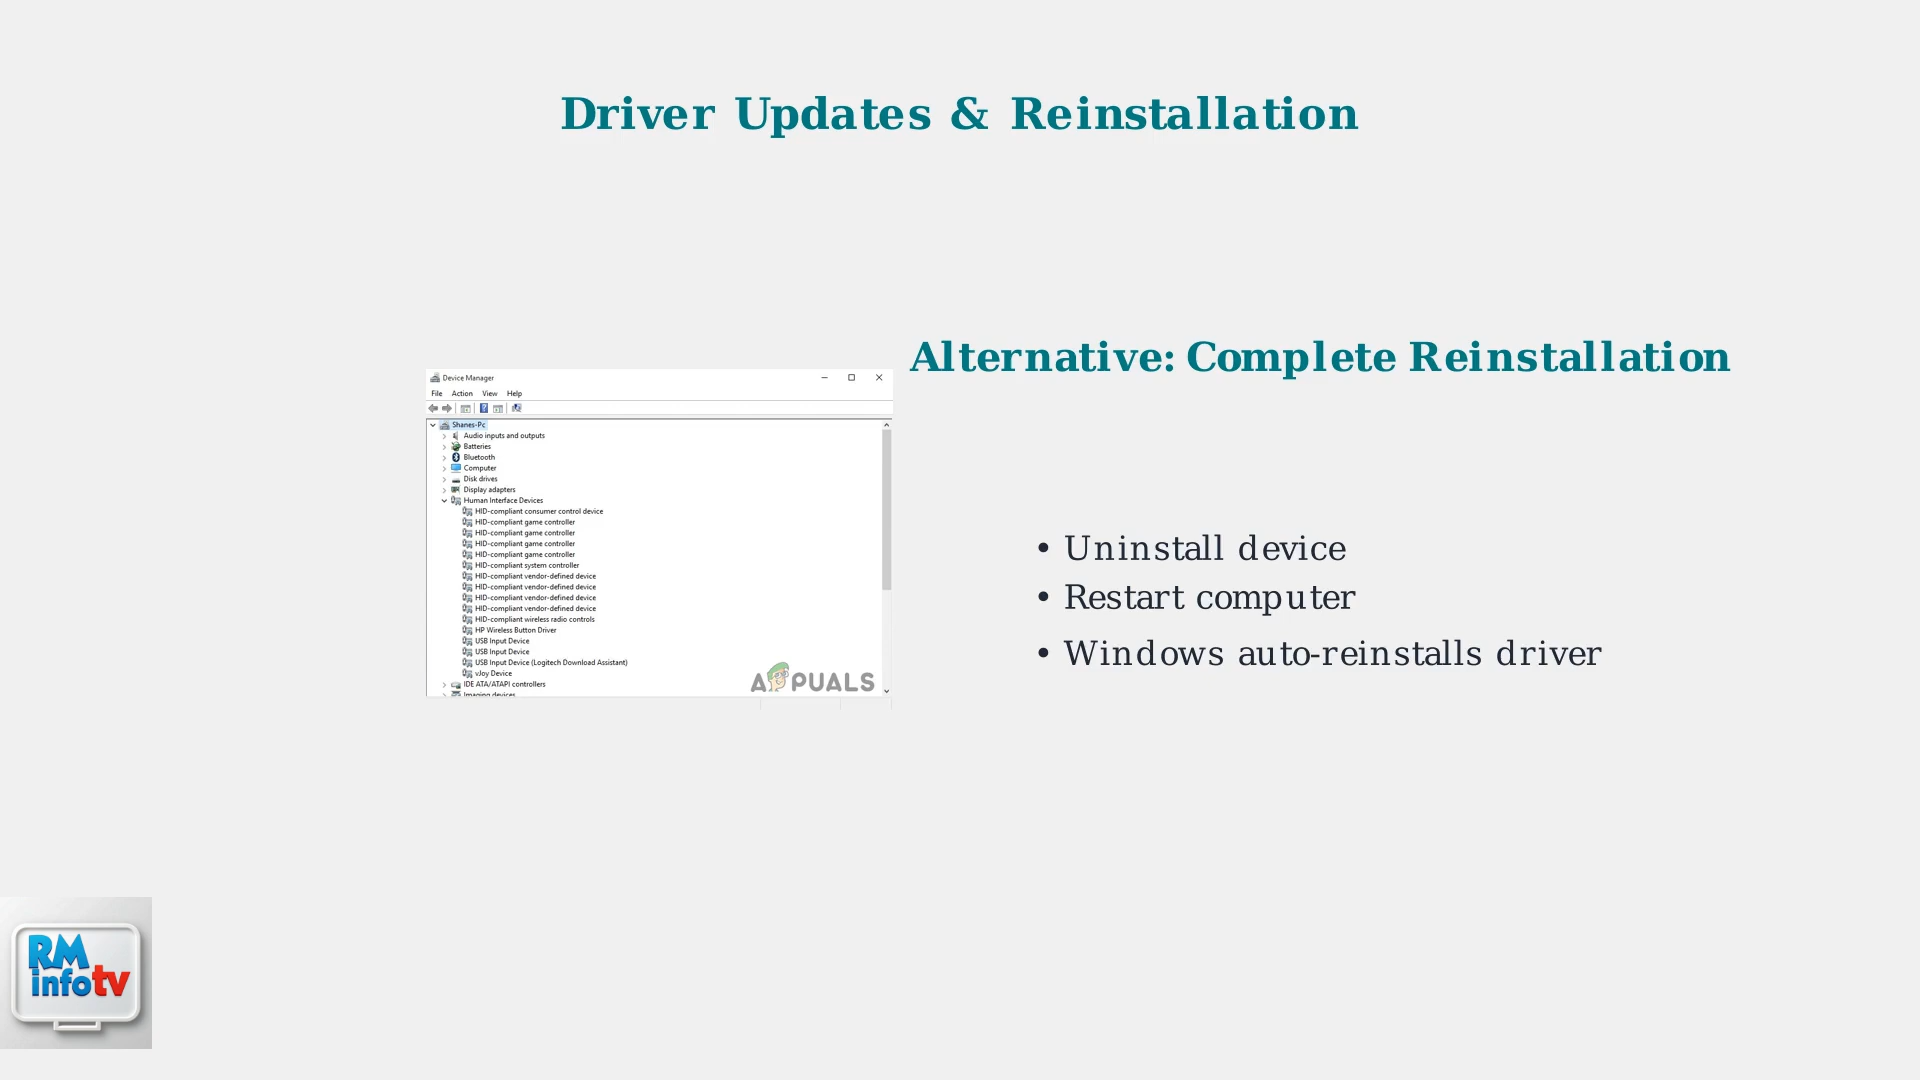 Driver Updates & Reinstallation
Alternative: Complete Reinstallation
Device Manager
File Action View Help
Shanes-Pc
Audio inputs and outputs
Batteries
Bluetooth
Computer
Disk drives
Display adapters
Human Interface Devices
HID-compliant consumer control device
HID-compliant game controller
HID-compliant game controller
HID-compliant game controller
HID-compliant game controller
HID-compliant system controller
HID-compliant vendor-defined device
HID-compliant vendor-defined device
HID-compliant vendor-defined device
HID-compliant vendor-defined device
HID-compliant wireless radio controls
HP Wireless Button Driver
USB Input Device
USB Input Device
USB Input Device (Logitech Download Assistant)
vJoy Device
IDE ATA/ATAPI controllers
Imaging devices
APPUALS
• Uninstall device
• Restart computer
• Windows auto-reinstalls driver
RM
infotv